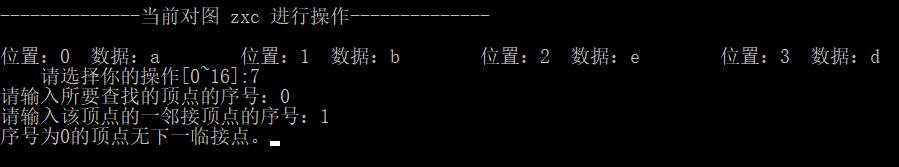 --------------当前对图 zxc 进行操作--------------
位置：0 数据：a 位置：1 数据：b 位置：2 数据：e 位置：3 数据：d
请选择你的操作[0~16]:7
请输入所要查找的顶点的序号：0
请输入该顶点的一邻接顶点的序号：1
序号为0的顶点无下一临接点。